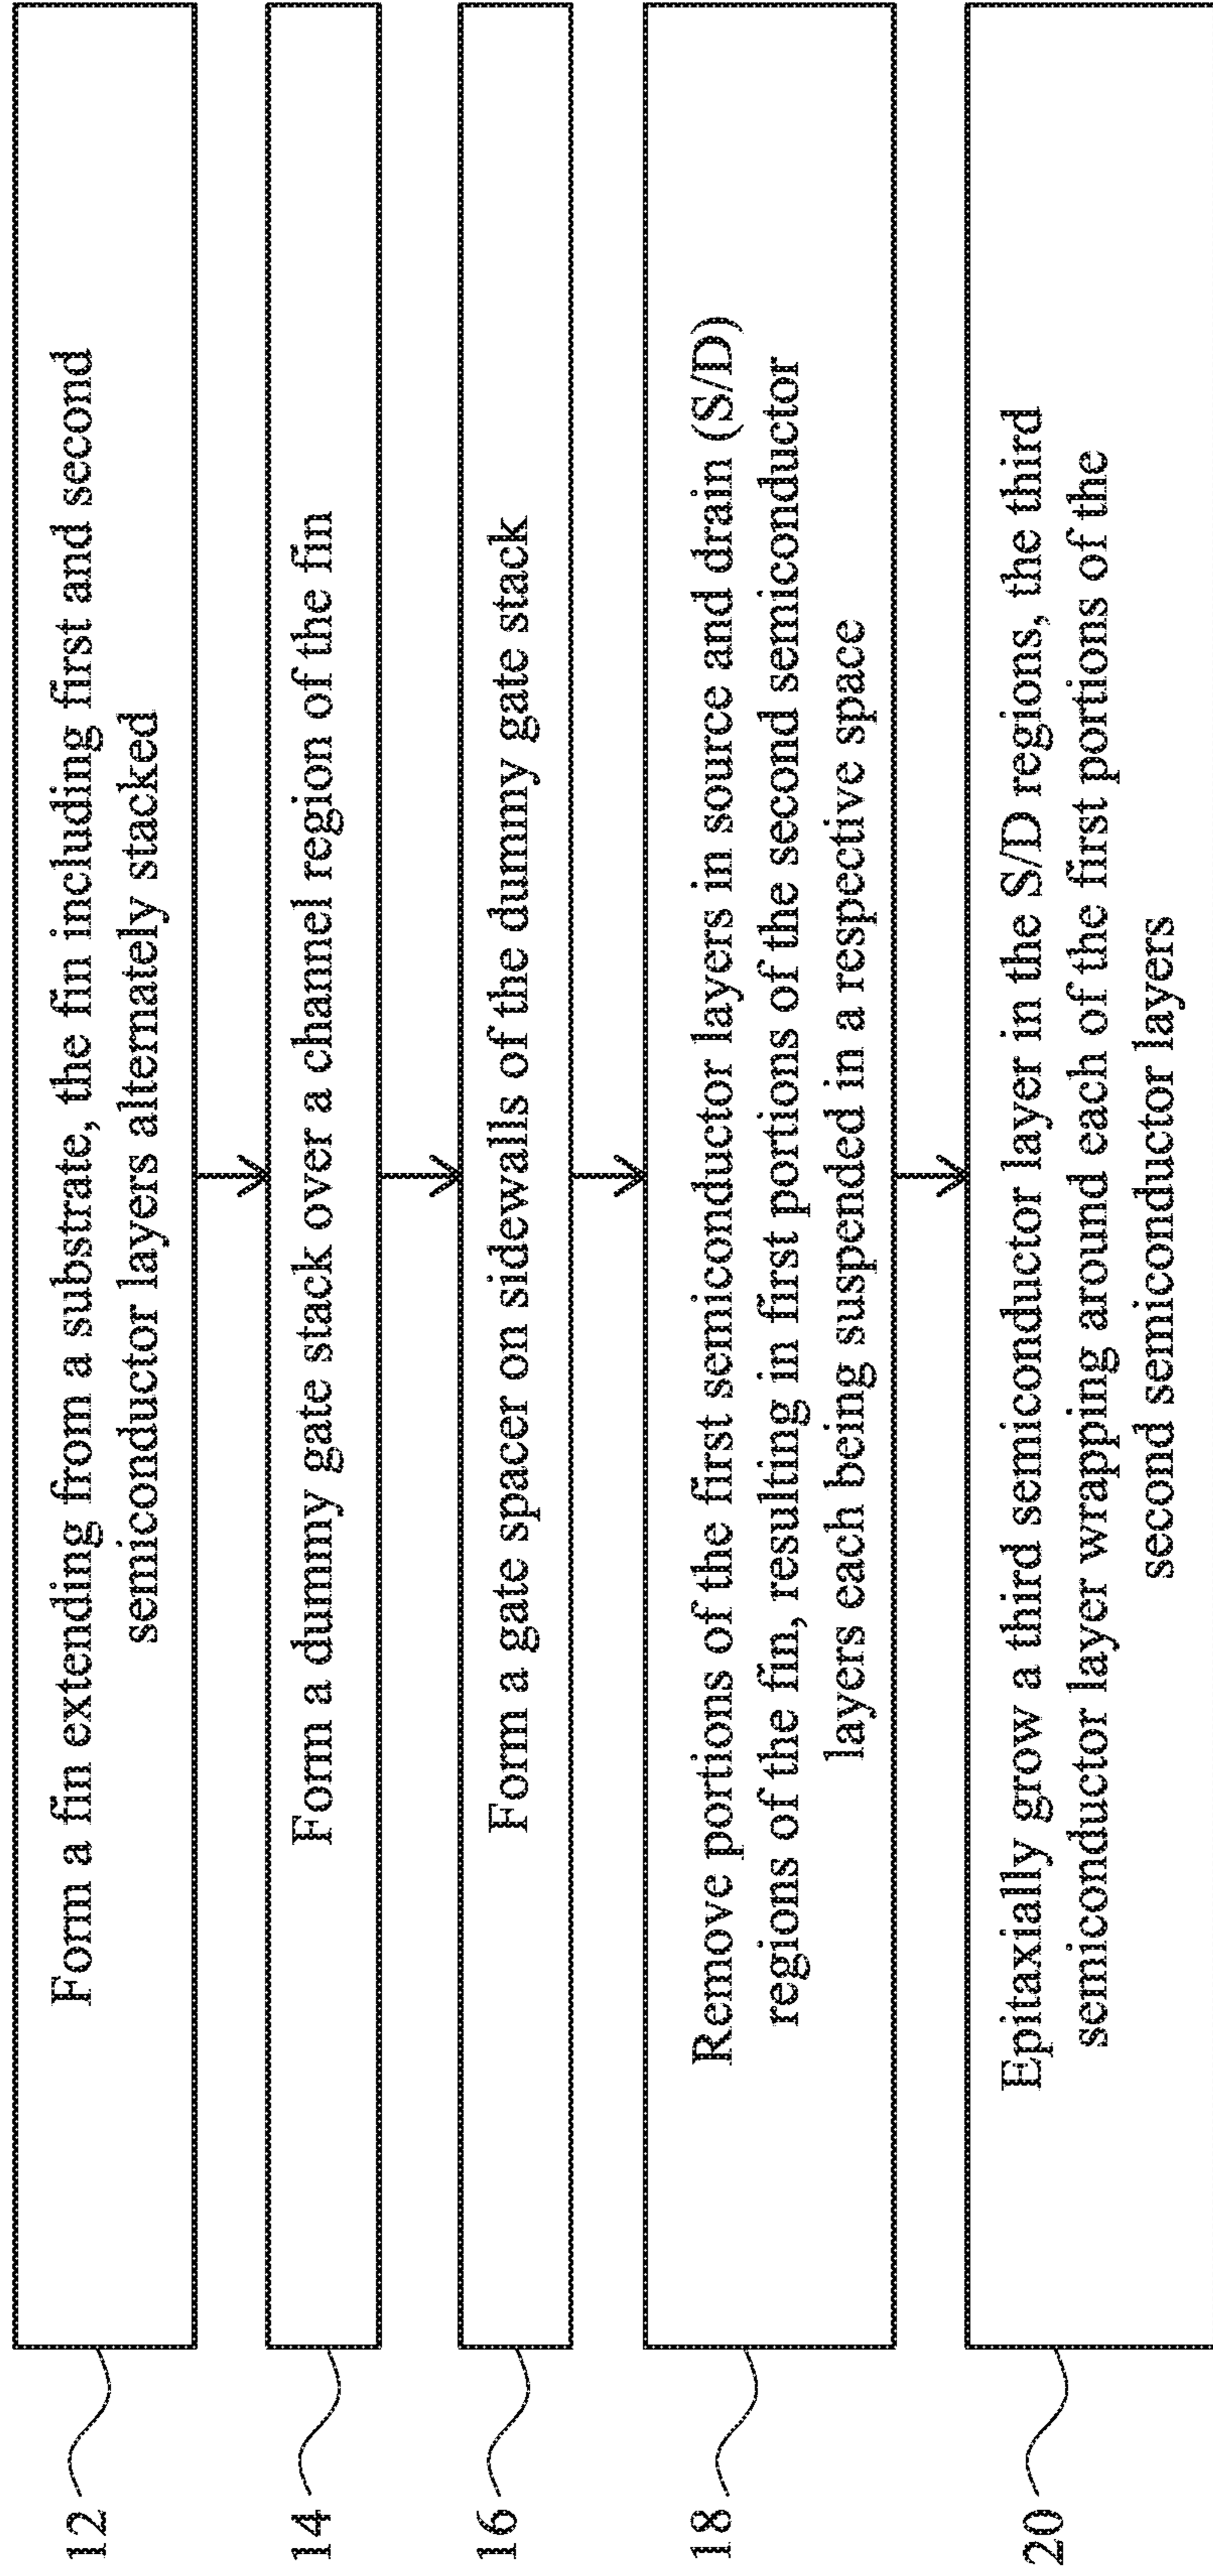 12
Form a fin extending from a substrate, the fin including first and second
semiconductor layers alternately stacked
14
Form a dummy gate stack over a channel region of the fin
16
Form a gate spacer on sidewalls of the dummy gate stack
18
Remove portions of the first semiconductor layers in source and drain (S/D)
regions of the fin, resulting in first portions of the second semiconductor
layers each being suspended in a respective space
20
Epitaxially grow a third semiconductor layer in the S/D regions, the third
semiconductor layer wrapping around each of the first portions of the
second semiconductor layers